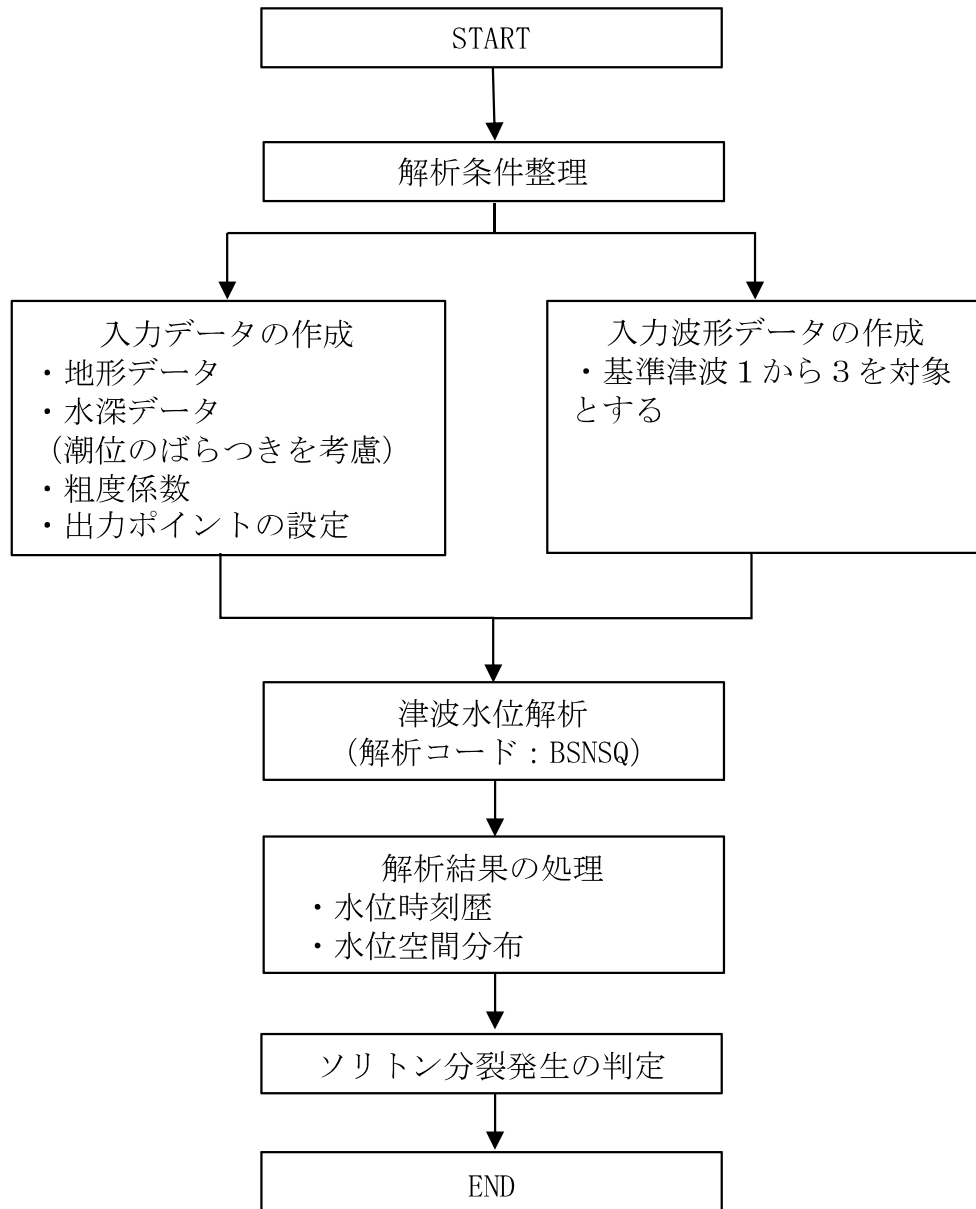 START
解析条件整理
入力データの作成
・地形データ
・水深データ
（潮位のばらつきを考慮）
・粗度係数
・出力ポイントの設定
入力波形データの作成
・基準津波１から３を対象
とする
津波水位解析
（解析コード：BSNSQ）
解析結果の処理
・水位時刻歴
・水位空間分布
ソリトン分裂発生の判定
END